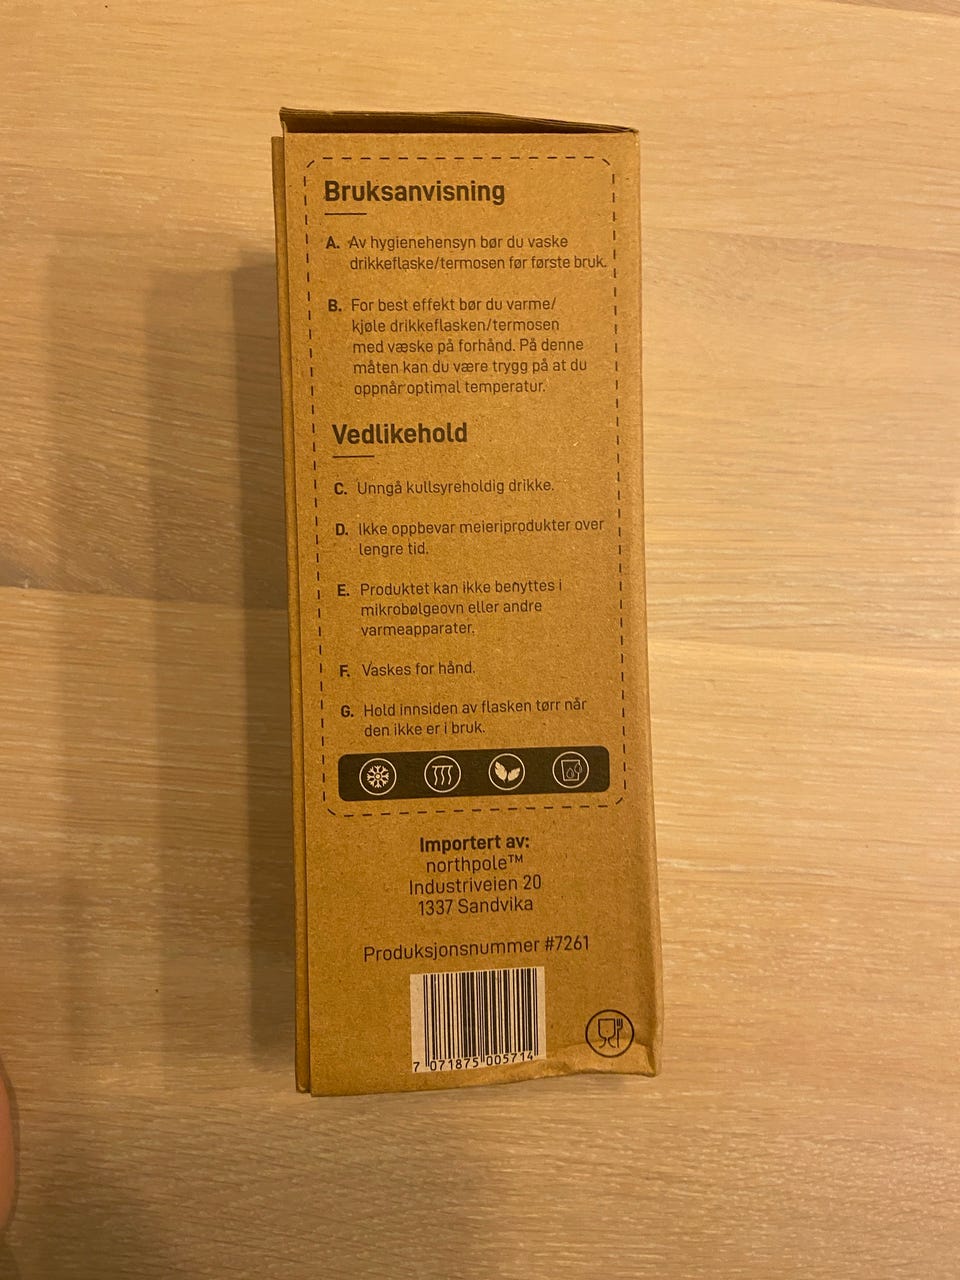 Bruksanvisning
A. Av hygienehensyn bør du vaske
drikkeflaske/termosen før første bruk.
B. For best effekt bør du varme/
kjøle drikkeflasken/termosen
med væske på forhånd. På denne
måten kan du være trygg på at du
oppnår optimal temperatur.
Vedlikehold
C. Unngå kullsyreholdig drikke.
D. Ikke oppbevar meieriprodukter over
lengre tid.
E. Produktet kan ikke benyttes i
mikrobølgeovn eller andre
varmeapparater.
F. Vaskes for hånd.
G. Hold innsiden av flasken tørr når
den ikke er i bruk.
Importert av:
northpole™
Industriveien 20
1337 Sandvika
Produksjonsnummer #7261
7 071875 005714